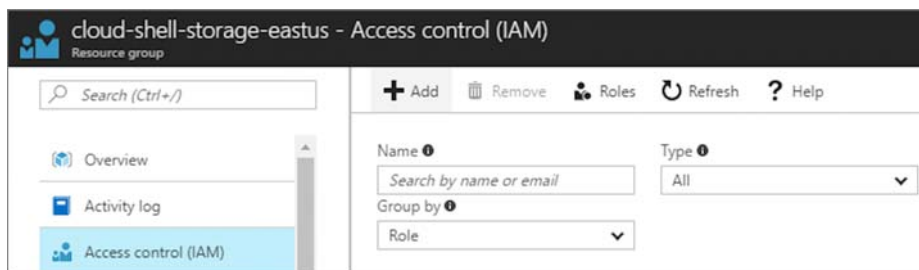 cloud-shell-storage-eastus - Access control (IAM)
Resource group
Search (Ctrl+/)
Add Remove Roles Refresh ? Help
Overview
Activity log
Access control (IAM)
Name Type
Search by name or email All
Group by
Role